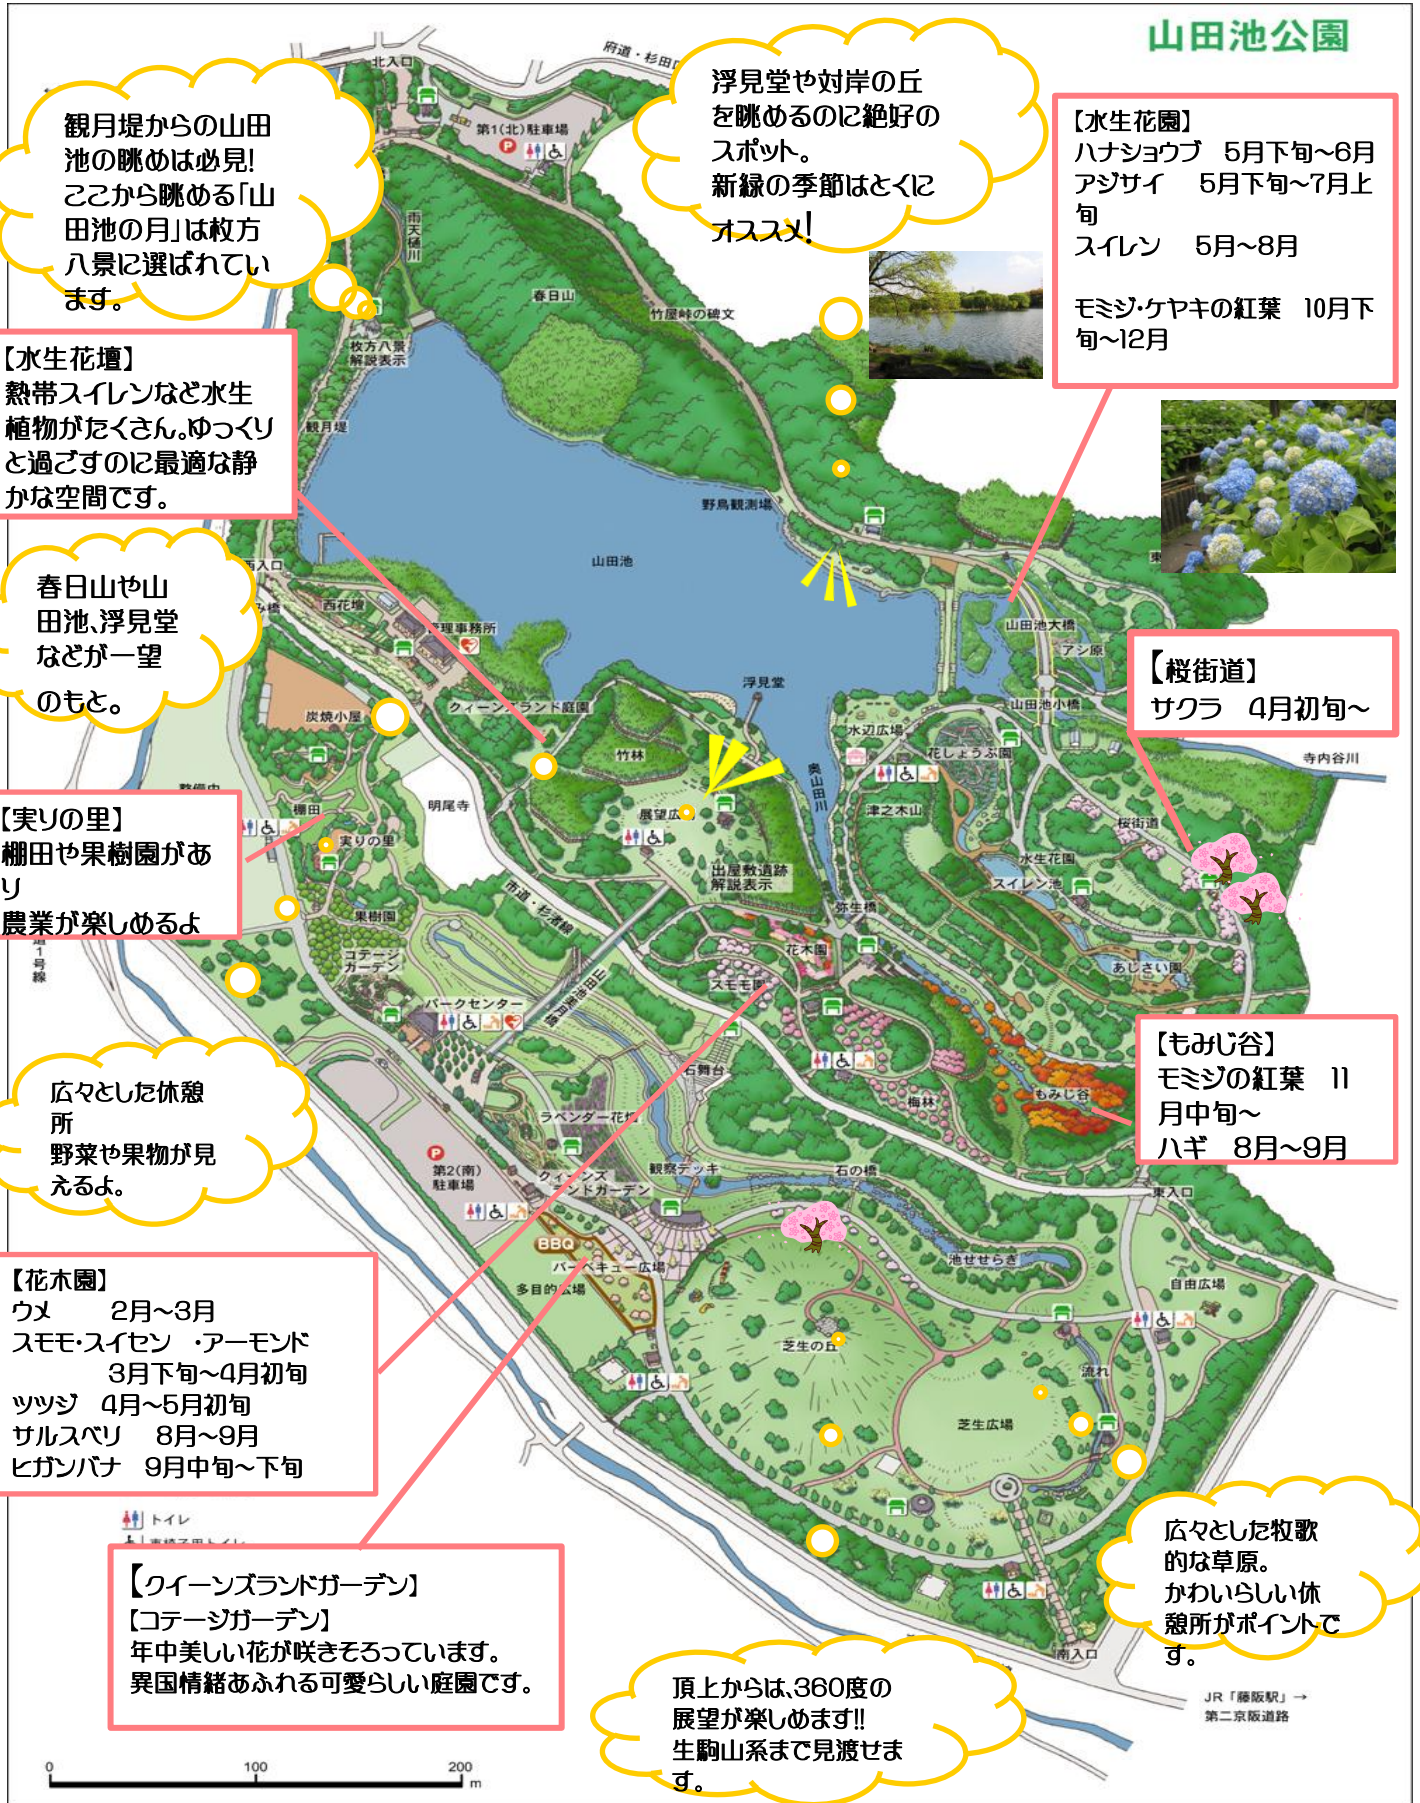 山田池公園
府道・杉田口
北入口
第1(北)駐車場
観月堤からの山田
池の眺めは必見!
ここから眺める「山
田池の月」は枚方
八景に選ばれてい
ます。
浮見堂や対岸の丘
を眺めるのに絶好の
スポット。
新緑の季節はとくに
オススメ!
【水生花園】
ハナショウブ 5月下旬~6月
アジサイ 5月下旬~7月上
旬
スイレン 5月~8月
モミジ・ケヤキの紅葉 10月下
旬~12月
雨天樋川
春日山
竹屋峠の碑文
枚方八景
解説表示
観月堤
【水生花壇】
熱帯スイレンなど水生
植物がたくさん。ゆっくり
と過ごすのに最適な静
かな空間です。
野鳥観測場
山田池
西入口
み橋
西花壇
管理事務所
春日山や山
田池、浮見堂
などが一望
のもと。
東
山田池大橋
アシ原
浮見堂
山田池小橋
【桜街道】
サクラ 4月初旬~
炭焼小屋
クィーンズランド庭園
竹林
水辺広場
花しょうぶ園
寺内谷川
奥山田川
明尾寺
展望広
津之木山
桜街道
棚田
実りの里
【実りの里】
棚田や果樹園があ
り
農業が楽しめるよ
出屋敷遺跡
解説表示
水生花園
スイレン池
市道・杉者線
弥生橋
果樹園
花木園
道1号線
コテージ
ガーデン
スモモ園
あじさい園
パークセンター
山田池美月橋
石舞台
もみじ谷
梅林
【もみじ谷】
モミジの紅葉 11
月中旬~
ハギ 8月~9月
広々とした休憩
所
野菜や果物が見
えるよ。
ラベンダー花畑
第2(南)
駐車場
クィーンズ
ンドガーデン
観察デッキ
石の橋
東入口
BBQ
バーベキュー広場
多目的広場
池せせらぎ
自由広場
【花木園】
ウメ 2月~3月
スモモ・スイセン ・アーモンド
3月下旬~4月初旬
ツツジ 4月~5月初旬
サルスベリ 8月~9月
ヒガンバナ 9月中旬~下旬
芝生の丘
流れ
芝生広場
トイレ
【クイーンズランドガーデン】
【コテージガーデン】
年中美しい花が咲きそろっています。
異国情緒あふれる可愛らしい庭園です。
広々とした牧歌
的な草原。
かわいらしい休
憩所がポイントで
す。
南入口
頂上からは、360度の
展望が楽しめます!!
生駒山系まで見渡せま
す。
JR「藤阪駅」→
第二京阪道路
0 100 200 m